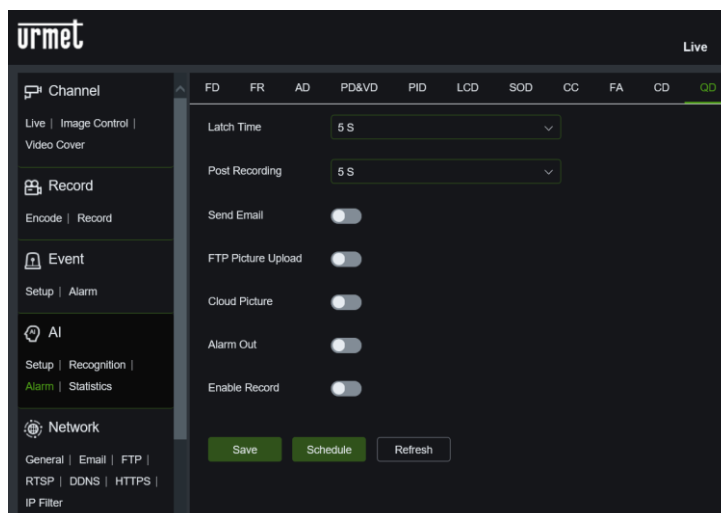 urmet
Live
Channel
Live | Image Control |
Video Cover
Record
Encode | Record
Event
Setup | Alarm
AI
Setup | Recognition |
Alarm | Statistics
Network
General | Email | FTP |
RTSP | DDNS | HTTPS |
IP Filter
FD FR AD PD&VD PID LCD SOD CC FA CD QD
Latch Time 5 S
Post Recording 5 S
Send Email
FTP Picture Upload
Cloud Picture
Alarm Out
Enable Record
Save Schedule Refresh